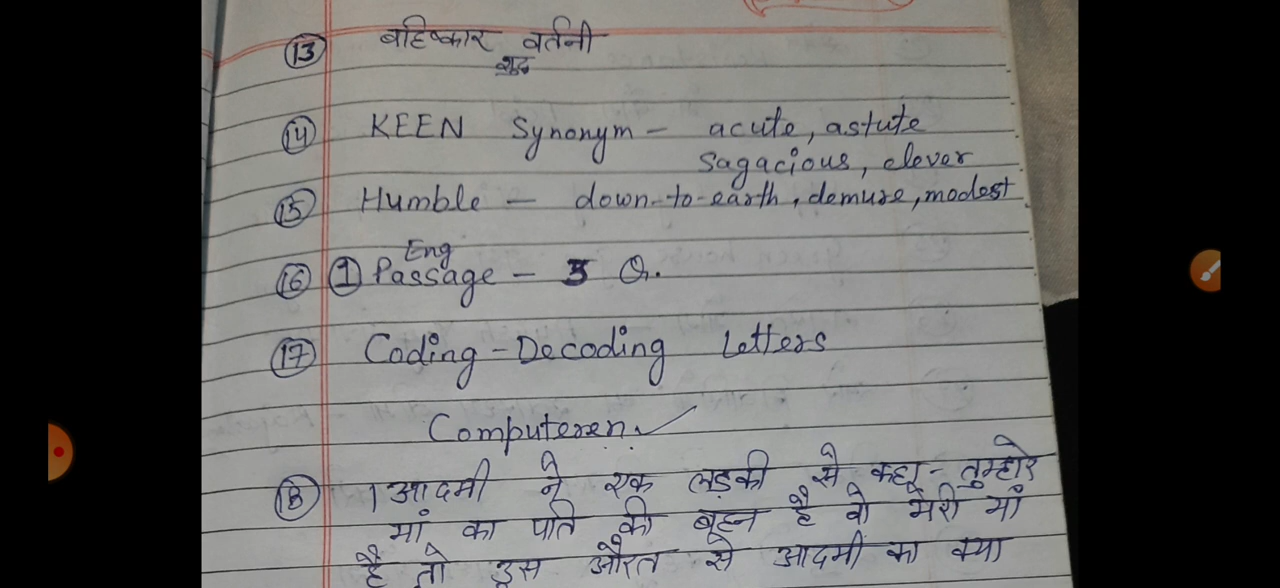 13 बहिष्कार वर्तनी
शुद्ध
14 KEEN Synonym - acute, astute
sagacious, clever
15 Humble - down-to-earth, demure, modest
Eng
16 1 Passage - 5 Q.
17 Coding-Decoding Letters
Computeren. ✓
18 1 आदमी ने एक लड़की से कहा - तुम्हारे
मां का पति की बहन है वो मेरी माँ
है तो इस औरत से आदमी का क्या